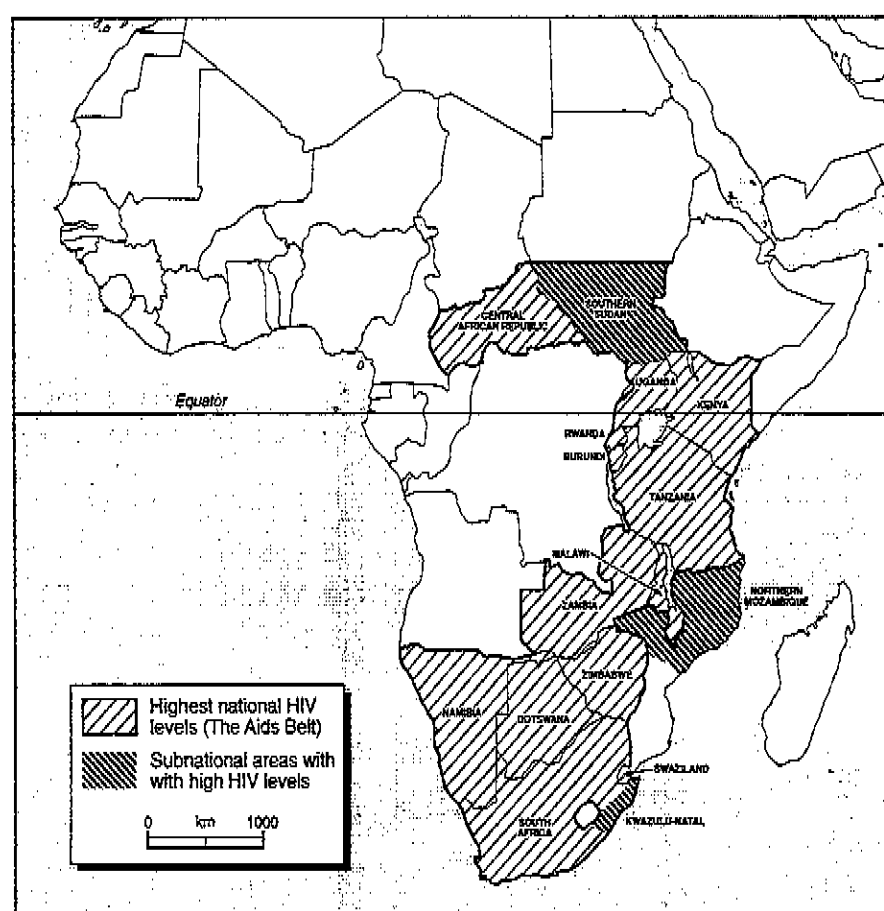 SOUTHERN
SUDAN
CENTRAL
AFRICAN REPUBLIC
UGANDA
KENYA
Equator
RWANDA
BURUNDI
TANZANIA
MALAWI
NORTHERN
MOZAMBIQUE
ZAMBIA
ZIMBABWE
NAMIBIA
BOTSWANA
SWAZILAND
SOUTH
AFRICA
KWAZULU-NATAL
Highest national HIV
levels (The Aids Belt)
Subnational areas with
with high HIV levels
0 km 1000